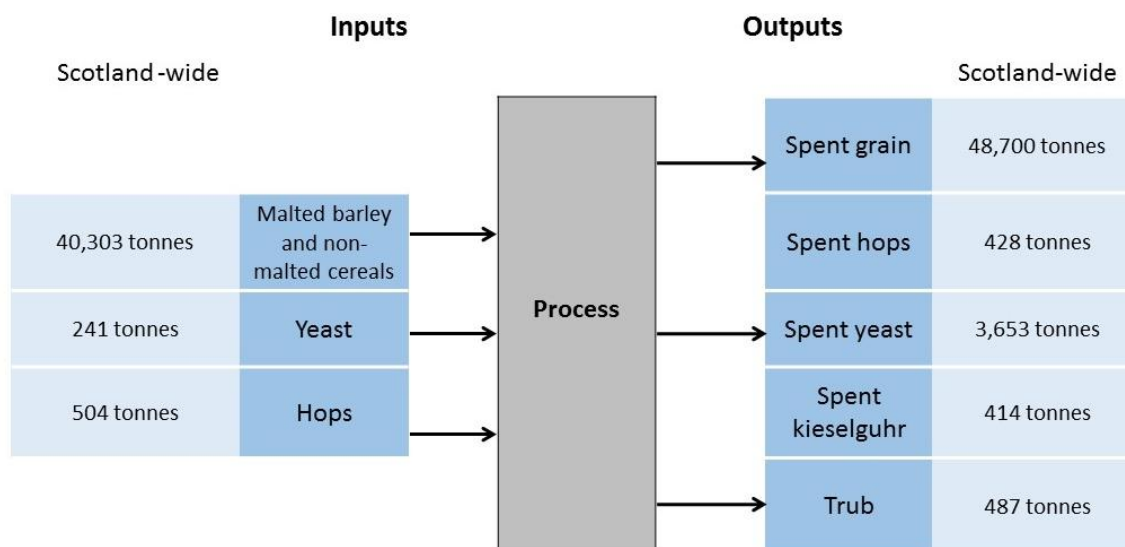 Inputs
Outputs
Scotland -wide
Scotland-wide
40,303 tonnes
Malted barley
and non-
malted cereals
241 tonnes
Yeast
504 tonnes
Hops
Process
Spent grain
48,700 tonnes
Spent hops
428 tonnes
Spent yeast
3,653 tonnes
Spent
kieselguhr
414 tonnes
Trub
487 tonnes